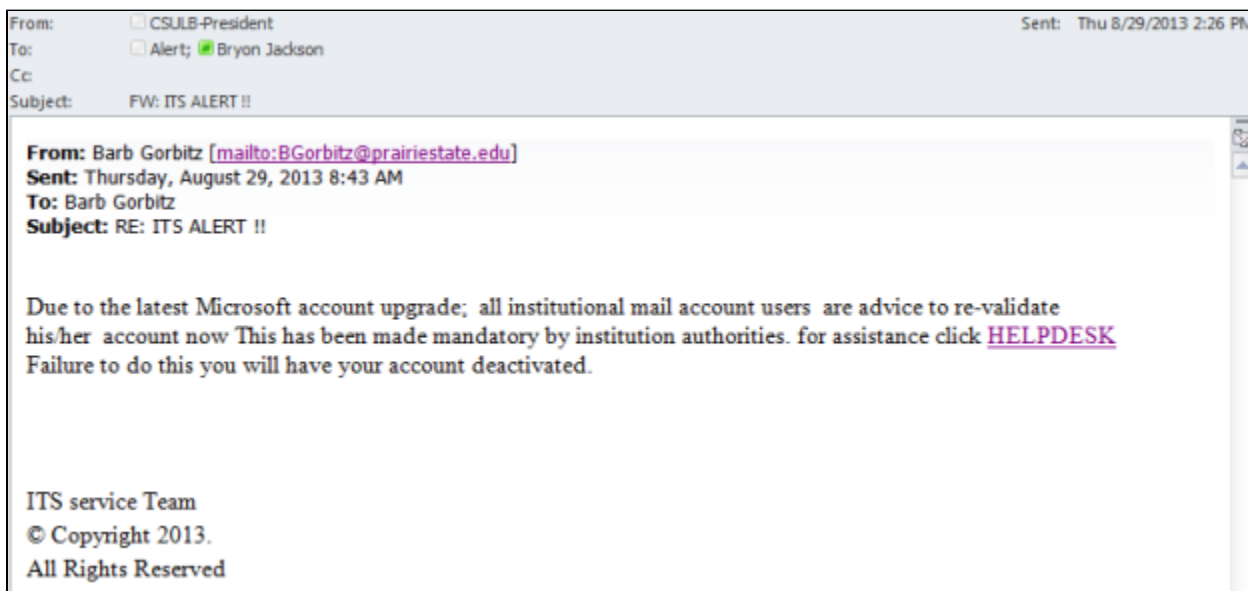 From: CSULB-President Sent: Thu 8/29/2013 2:26 PM
To: Alert; Bryon Jackson
Cc:
Subject: FW: ITS ALERT !!
From: Barb Gorbitz [mailto:BGorbitz@prairiestate.edu]
Sent: Thursday, August 29, 2013 8:43 AM
To: Barb Gorbitz
Subject: RE: ITS ALERT !!
Due to the latest Microsoft account upgrade; all institutional mail account users are advice to re-validate
his/her account now This has been made mandatory by institution authorities. for assistance click HELPDESK
Failure to do this you will have your account deactivated.
ITS service Team
© Copyright 2013.
All Rights Reserved